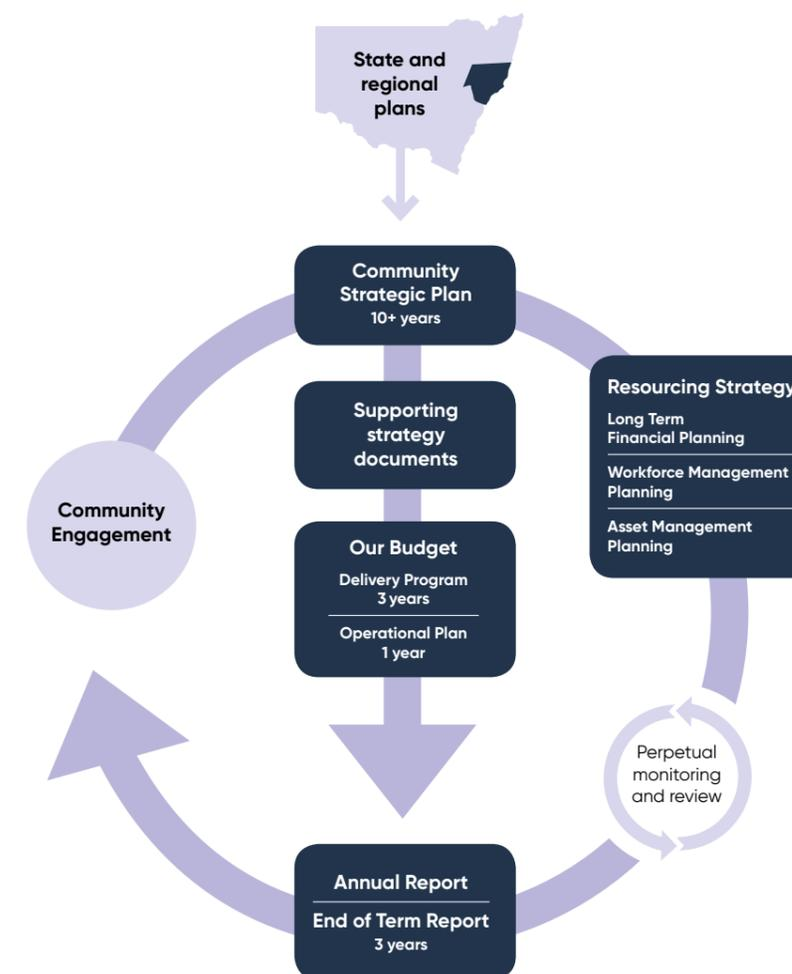 State and
regional
plans
Community
Strategic Plan
10+ years
Resourcing Strategy
Long Term
Financial Planning
Workforce Management
Planning
Asset Management
Planning
Supporting
strategy
documents
Community
Engagement
Our Budget
Delivery Program
3 years
Operational Plan
1 year
Perpetual
monitoring
and review
Annual Report
End of Term Report
3 years